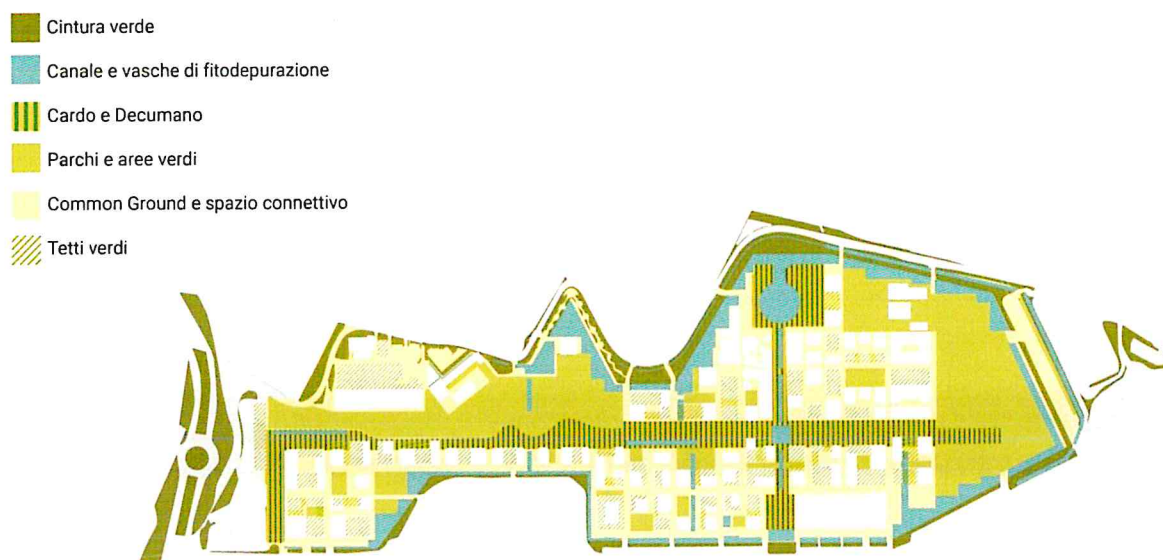 Cintura verde
Canale e vasche di fitodepurazione
Cardo e Decumano
Parchi e aree verdi
Common Ground e spazio connettivo
Tetti verdi